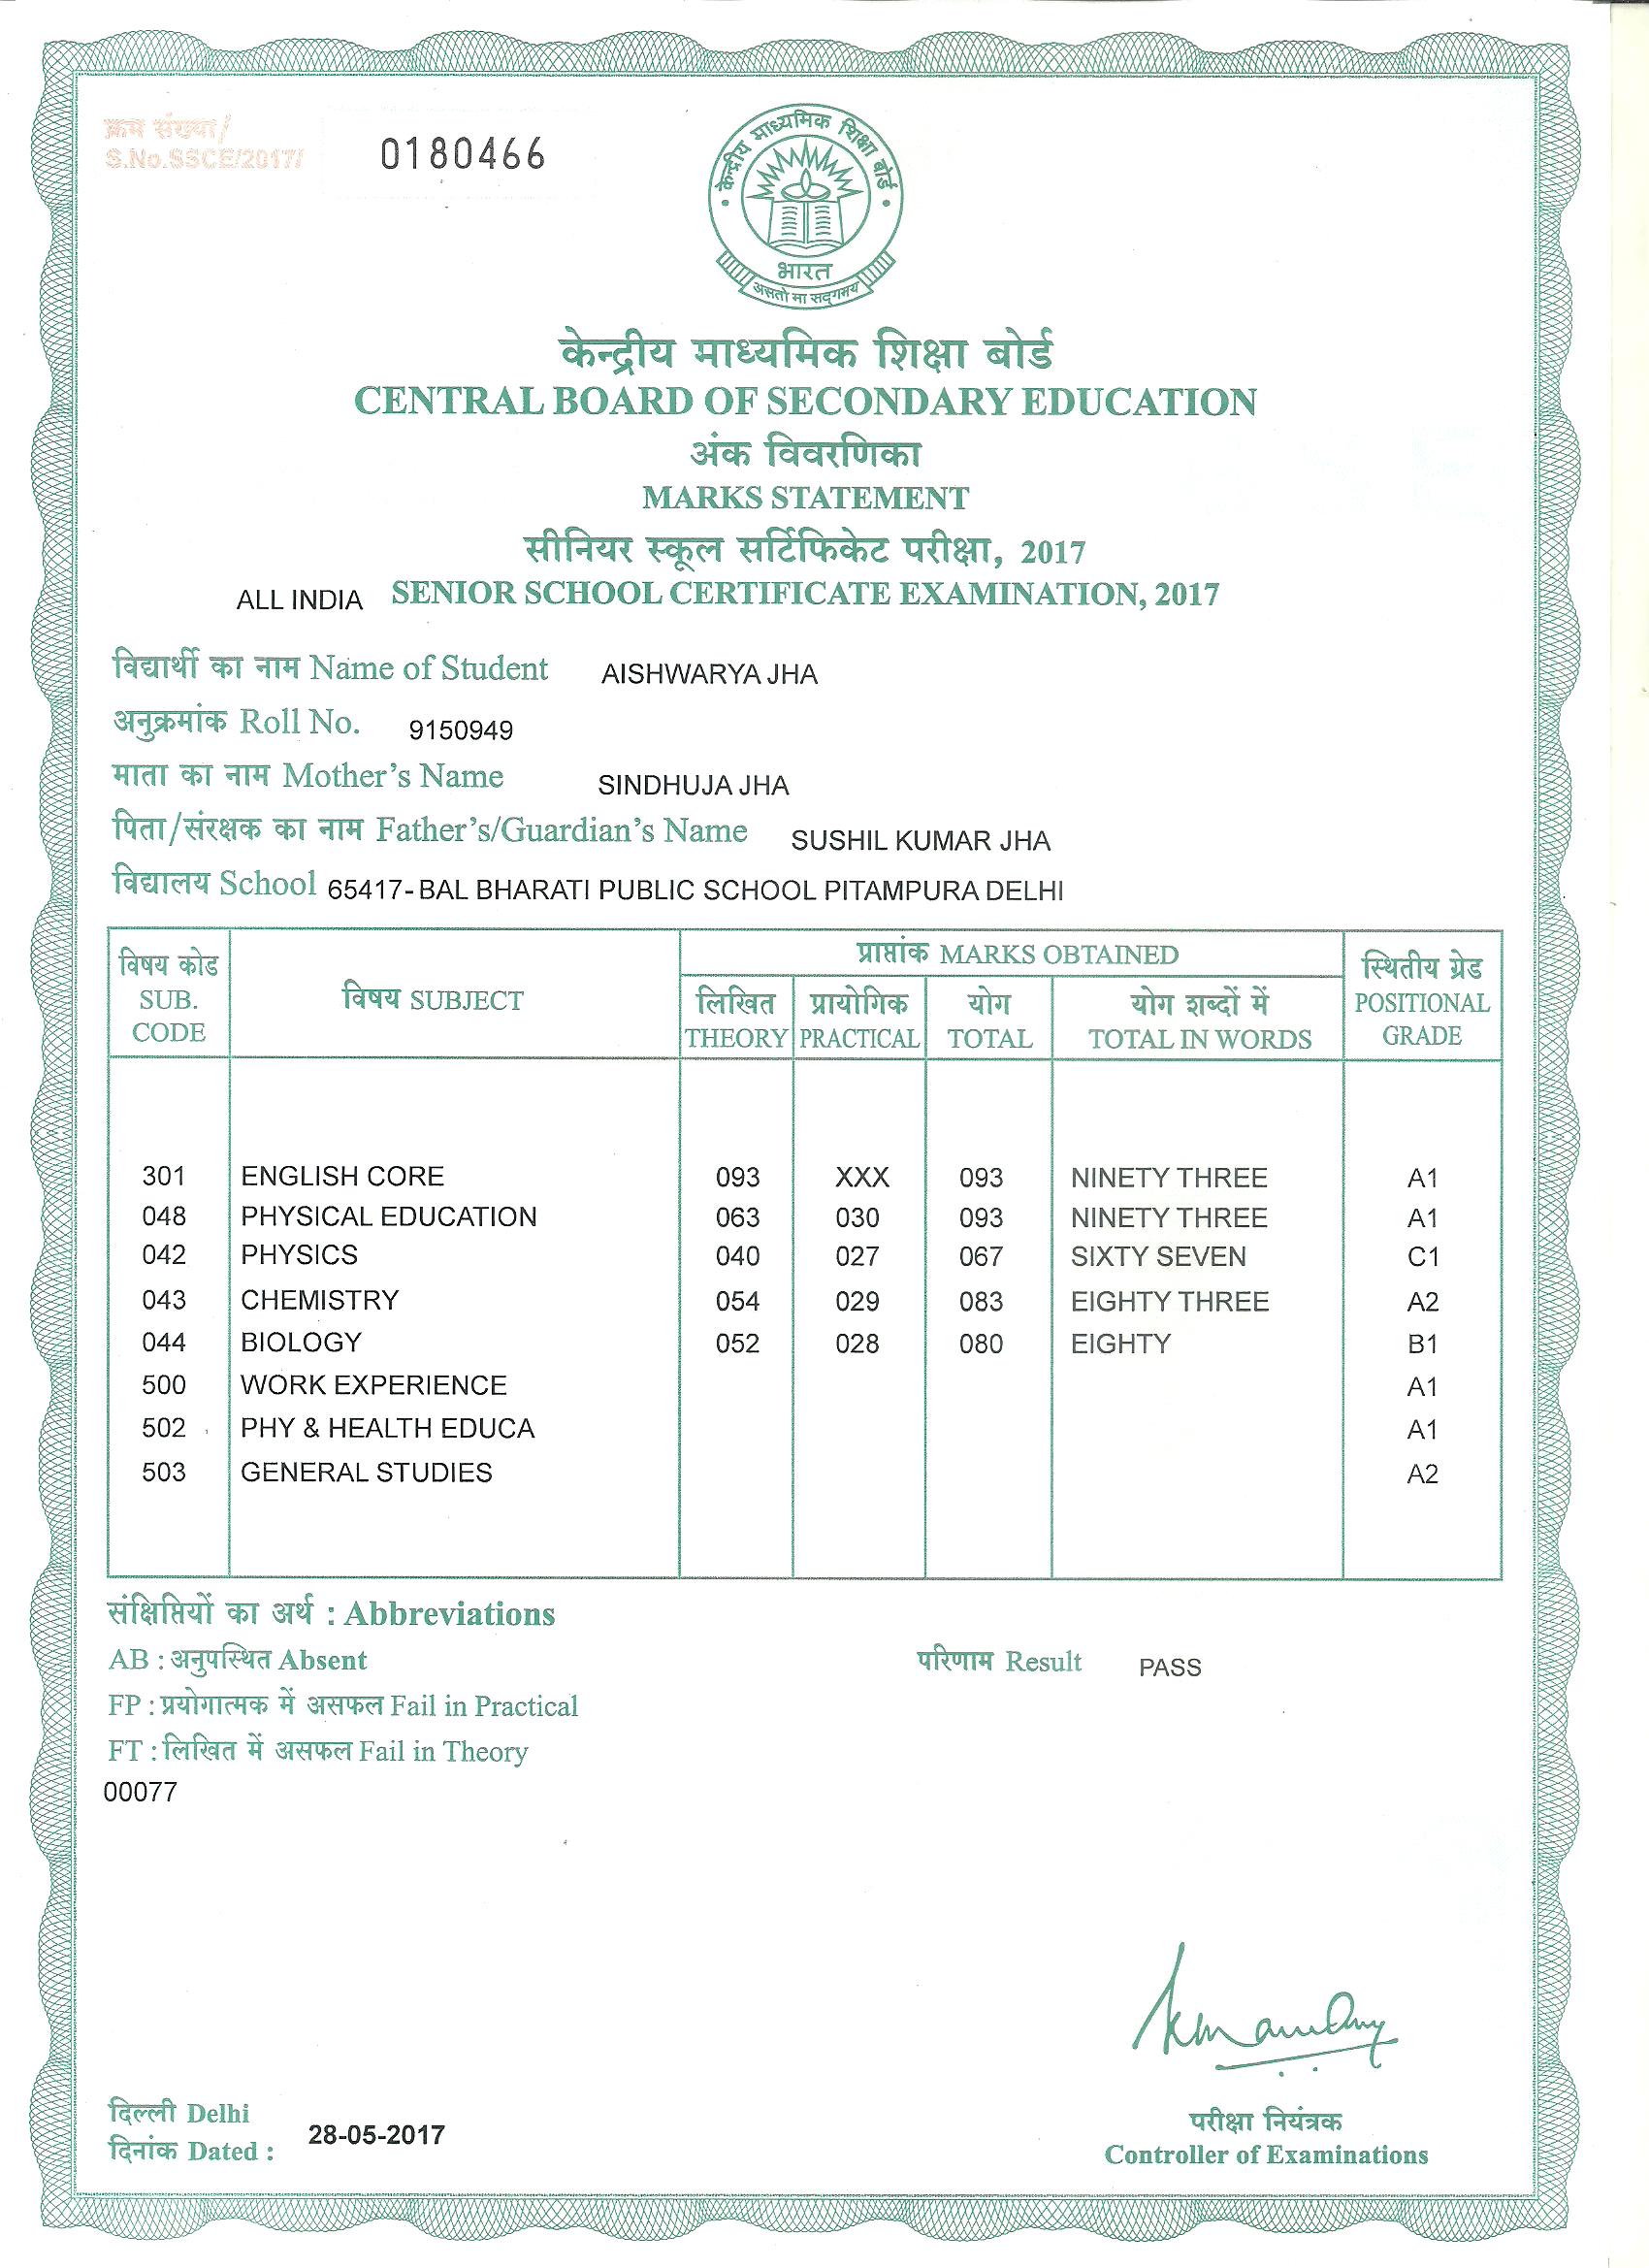 क्रम संख्या/
S.No.SSCE/2017/ 0180466
केन्द्रीय माध्यमिक शिक्षा बोर्ड
भारत
असतो मा सद्गमय
केन्द्रीय माध्यमिक शिक्षा बोर्ड
CENTRAL BOARD OF SECONDARY EDUCATION
अंक विवरणिका
MARKS STATEMENT
सीनियर स्कूल सर्टिफिकेट परीक्षा, 2017
ALL INDIA SENIOR SCHOOL CERTIFICATE EXAMINATION, 2017
विद्यार्थी का नाम Name of Student AISHWARYA JHA
अनुक्रमांक Roll No. 9150949
माता का नाम Mother's Name SINDHUJA JHA
पिता/संरक्षक का नाम Father's/Guardian's Name SUSHIL KUMAR JHA
विद्यालय School 65417- BAL BHARATI PUBLIC SCHOOL PITAMPURA DELHI
विषय कोड SUB. CODE विषय SUBJECT प्राप्तांक MARKS OBTAINED स्थितीय ग्रेड POSITIONAL GRADE
लिखित THEORY प्रायोगिक PRACTICAL योग TOTAL योग शब्दों में TOTAL IN WORDS
301 ENGLISH CORE 093 XXX 093 NINETY THREE A1
048 PHYSICAL EDUCATION 063 030 093 NINETY THREE A1
042 PHYSICS 040 027 067 SIXTY SEVEN C1
043 CHEMISTRY 054 029 083 EIGHTY THREE A2
044 BIOLOGY 052 028 080 EIGHTY B1
500 WORK EXPERIENCE A1
502 PHY & HEALTH EDUCA A1
503 GENERAL STUDIES A2
संक्षिप्तियों का अर्थ : Abbreviations
AB : अनुपस्थित Absent परिणाम Result PASS
FP : प्रयोगात्मक में असफल Fail in Practical
FT : लिखित में असफल Fail in Theory
00077
दिल्ली Delhi
दिनांक Dated : 28-05-2017
परीक्षा नियंत्रक
Controller of Examinations